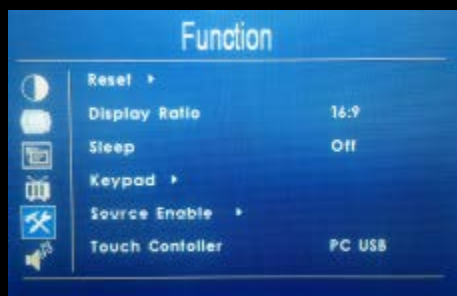 Function
Reset ▸
Display Ratio 16:9
Sleep Off
Keypad ▸
Source Enable ▸
Touch Contoller PC USB